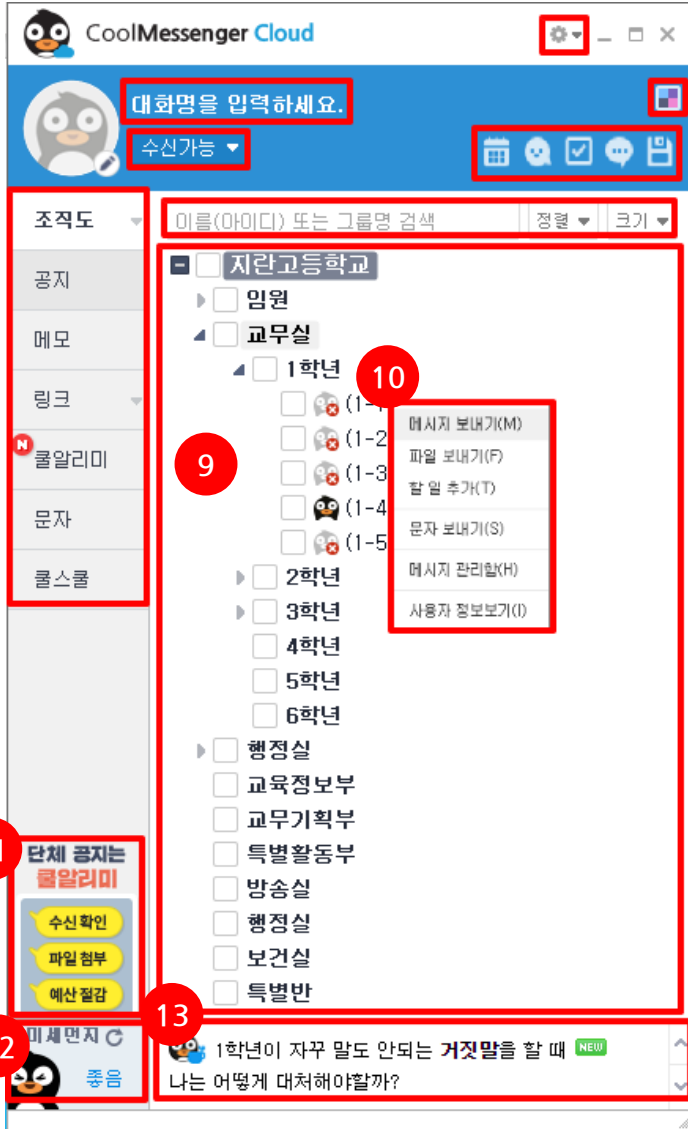 CoolMessenger Cloud
대화명을 입력하세요.
수신가능
조직도
공지
메모
링크
N
쿨알리미
문자
쿨스쿨
이름(아이디) 또는 그룹명 검색 정렬 크기
지란고등학교
임원
교무실
1학년
10
(1-1
(1-2
9
(1-3
(1-4
(1-5
메시지 보내기(M)
파일 보내기(F)
할 일 추가(T)
문자 보내기(S)
메시지 관리함(H)
사용자 정보보기(I)
2학년
3학년
4학년
5학년
6학년
행정실
교육정보부
교무기획부
특별활동부
방송실
행정실
보건실
특별반
단체 공지는
쿨알리미
수신 확인
파일 첨부
예산 절감
2
미세먼지
좋음
13
1학년이 자꾸 말도 안되는 거짓말을 할 때 NEW
나는 어떻게 대처해야할까?